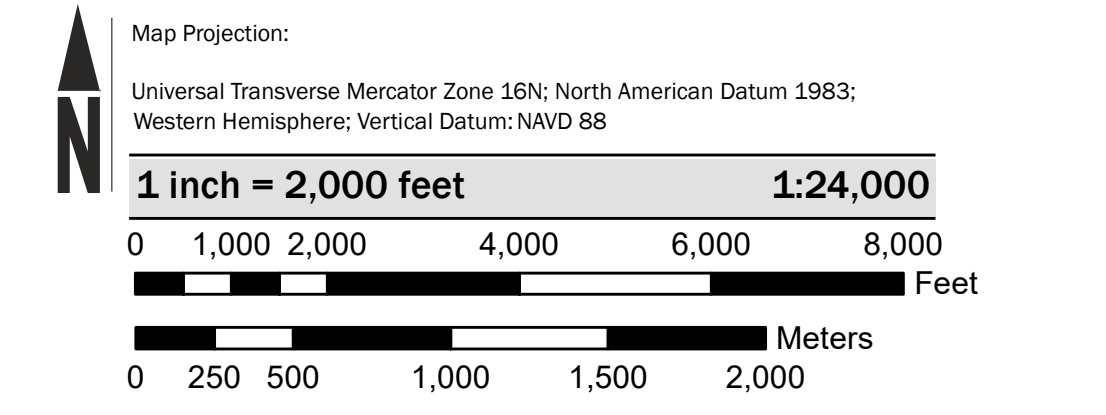 N
Map Projection:
Universal Transverse Mercator Zone 16N; North American Datum 1983;
Western Hemisphere; Vertical Datum: NAVD 88
1 inch = 2,000 feet 1:24,000
0 1,000 2,000 4,000 6,000 8,000
Feet
Meters
0 250 500 1,000 1,500 2,000